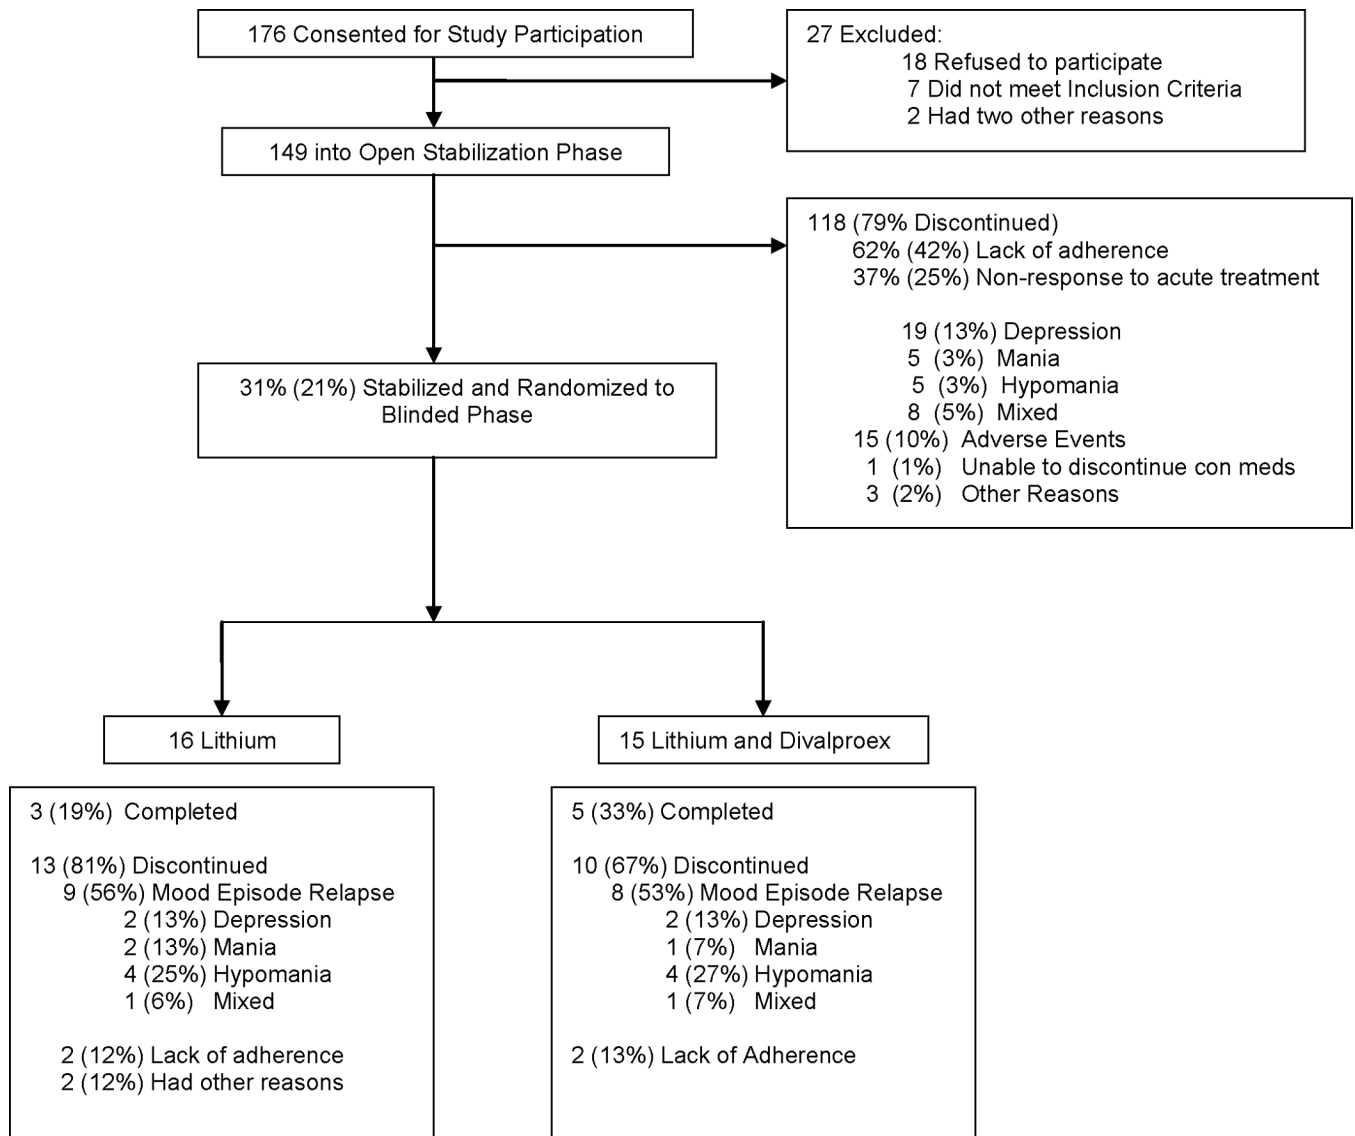 176 Consented for Study Participation
27 Excluded:
18 Refused to participate
7 Did not meet Inclusion Criteria
2 Had two other reasons
149 into Open Stabilization Phase
118 (79% Discontinued)
62% (42%) Lack of adherence
37% (25%) Non-response to acute treatment
19 (13%) Depression
5 (3%) Mania
5 (3%) Hypomania
8 (5%) Mixed
15 (10%) Adverse Events
1 (1%) Unable to discontinue con meds
3 (2%) Other Reasons
31% (21%) Stabilized and Randomized to
Blinded Phase
16 Lithium
3 (19%) Completed
13 (81%) Discontinued
9 (56%) Mood Episode Relapse
2 (13%) Depression
2 (13%) Mania
4 (25%) Hypomania
1 (6%) Mixed
2 (12%) Lack of adherence
2 (12%) Had other reasons
15 Lithium and Divalproex
5 (33%) Completed
10 (67%) Discontinued
8 (53%) Mood Episode Relapse
2 (13%) Depression
1 (7%) Mania
4 (27%) Hypomania
1 (7%) Mixed
2 (13%) Lack of Adherence